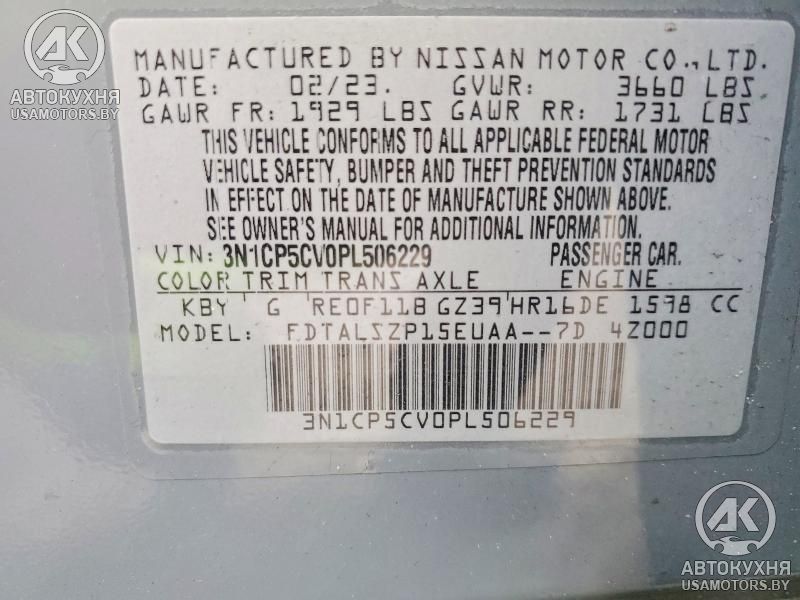 MANUFACTURED BY NISSAN MOTOR CO.,LTD.
DATE: 02/23. GVWR: 3660 LBS
GAWR FR: 1929 LBS GAWR RR: 1731 LBS
THIS VEHICLE CONFORMS TO ALL APPLICABLE FEDERAL MOTOR
VEHICLE SAFETY, BUMPER AND THEFT PREVENTION STANDARDS
IN EFFECT ON THE DATE OF MANUFACTURE SHOWN ABOVE.
SEE OWNER'S MANUAL FOR ADDITIONAL INFORMATION.
VIN: 3N1CP5CV0PL506229 PASSENGER CAR.
COLOR TRIM TRANS AXLE ENGINE
KBY G RE0F11B GZ39 HR16DE 1598 CC
MODEL: FDTALSZP15EUAA--7D 4Z000
3N1CP5CV0PL506229
АК
АВТОКУХНЯ
USAMOTORS.BY
АК
АВТОКУХНЯ
USAMOTORS.BY